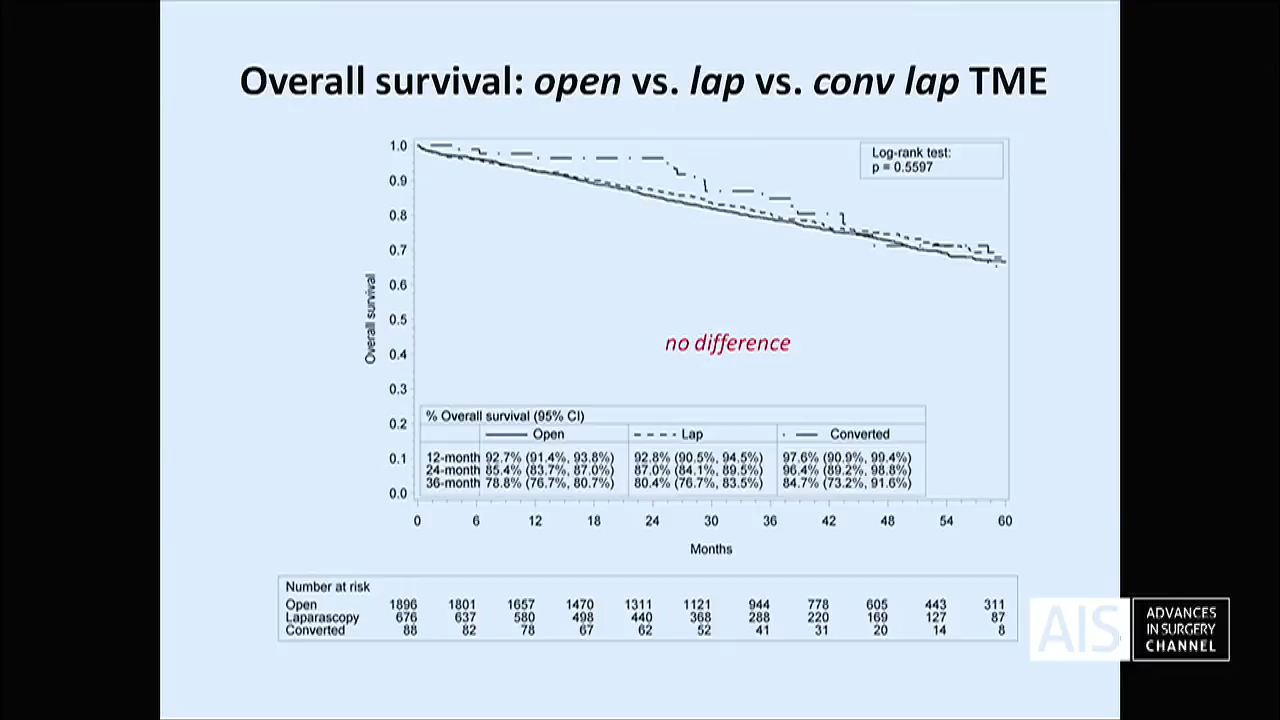 Overall survival: open vs. lap vs. conv lap TME
Log-rank test:
p = 0.5597
1.0
0.9
0.8
0.7
0.6
0.5
0.4
0.3
0.2
0.1
0.0
Overall survival
no difference
% Overall survival (95% CI)
Open Lap Converted
12-month 92.7% (91.4%, 93.8%) 92.8% (90.5%, 94.5%) 97.6% (90.9%, 99.4%)
24-month 85.4% (83.7%, 87.0%) 87.0% (84.1%, 89.5%) 96.4% (89.2%, 98.8%)
36-month 78.8% (76.7%, 80.7%) 80.4% (76.7%, 83.5%) 84.7% (73.2%, 91.6%)
0 6 12 18 24 30 36 42 48 54 60
Months
Number at risk
Open 1896 1801 1657 1470 1311 1121 944 778 605 443 311
Laparascopy 676 637 580 498 440 368 288 220 169 127 87
Converted 88 82 78 67 62 52 41 31 20 14 8
AIS
ADVANCES
IN SURGERY
CHANNEL